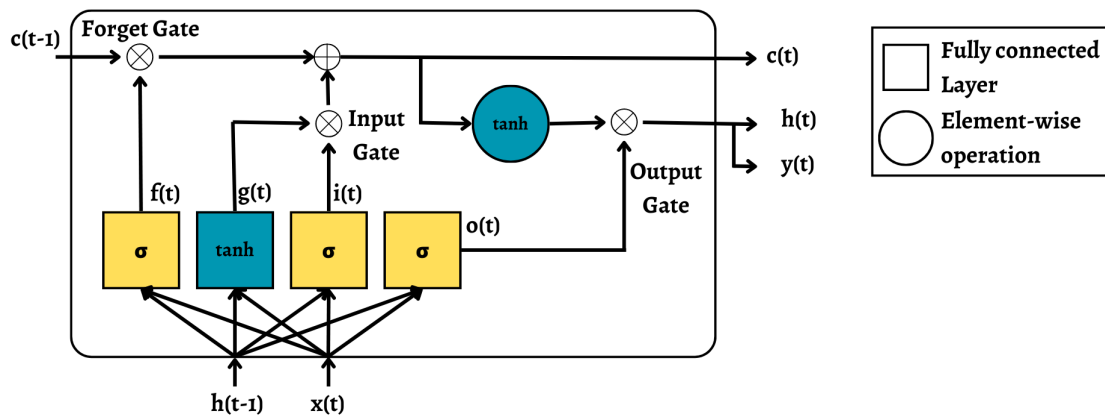 Forget Gate
c(t-1)
c(t)
tanh
Input
Gate
h(t)
y(t)
Output
Gate
f(t)
g(t)
i(t)
o(t)
σ
tanh
σ
σ
h(t-1)
x(t)
Fully connected
Layer
Element-wise
operation